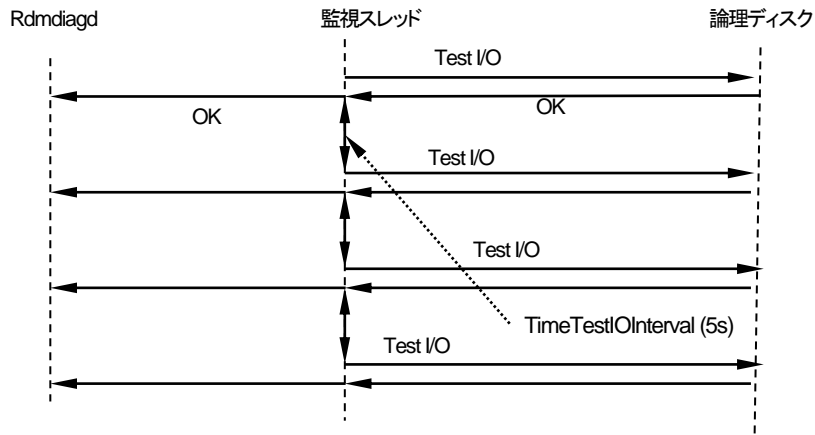 Rdmdiagd 監視スレッド 論理ディスク
Test I/O
OK OK
Test I/O
Test I/O
TimeTestIOInterval (5s)
Test I/O